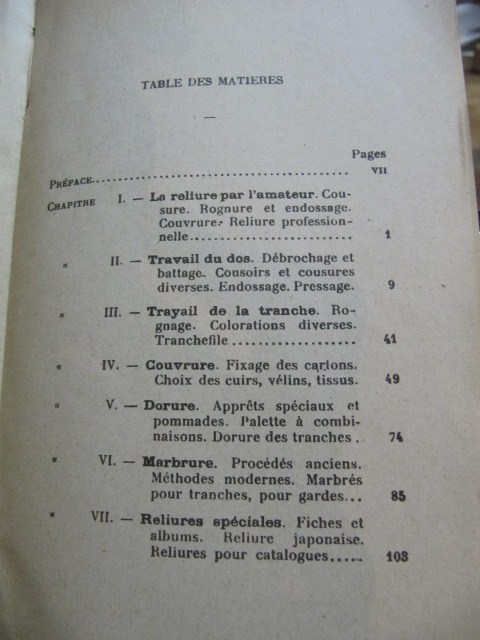 TABLE DES MATIERES
—
Pages
PRÉFACE................................................. VII
CHAPITRE I. — La reliure par l'amateur. Cou-
sure. Rognure et endossage.
Couvrure. Reliure profession-
nelle.......................... 1
« II. — Travail du dos. Débrochage et
battage. Cousoirs et cousures
diverses. Endossage. Pressage. 9
« III. — Trayail de la tranche. Ro-
gnage. Colorations diverses.
Tranchefile ................... 41
« IV. — Couvrure. Fixage des cartons.
Choix des cuirs, vélins, tissus. 49
« V. — Dorure. Apprêts spéciaux et
pommades. Palette à combi-
naisons. Dorure des tranches . 74
« VI. — Marbrure. Procédés anciens.
Méthodes modernes. Marbrés
pour tranches, pour gardes... 85
« VII. — Reliures spéciales. Fiches et
albums. Reliure japonaise.
Reliures pour catalogues..... 103